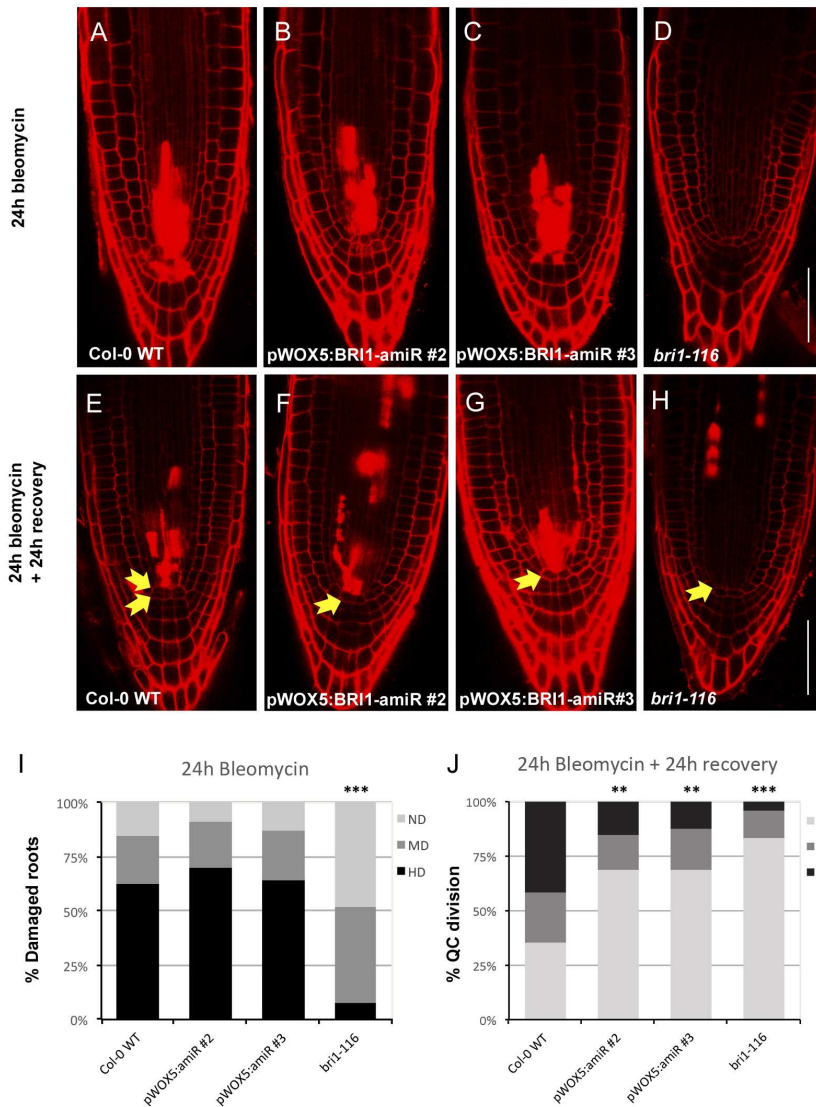 24h bleomycin
A
B
C
D
Col-0 WT
pWOX5:BRI1-amiR #2
pWOX5:BRI1-amiR #3
bri1-116
24h bleomycin
+ 24h recovery
E
F
G
H
Col-0 WT
pWOX5:BRI1-amiR #2
pWOX5:BRI1-amiR#3
bri1-116
I
24h Bleomycin
***
% Damaged roots
100%
75%
50%
25%
0%
ND
MD
HD
Col-0 WT
pWOX5:amiR #2
pWOX5:amiR #3
bri1-116
J
24h Bleomycin + 24h recovery
**
**
***
% QC division
100%
75%
50%
25%
0%
Col-0 WT
pWOX5:amiR #2
pWOX5:amiR #3
bri1-116